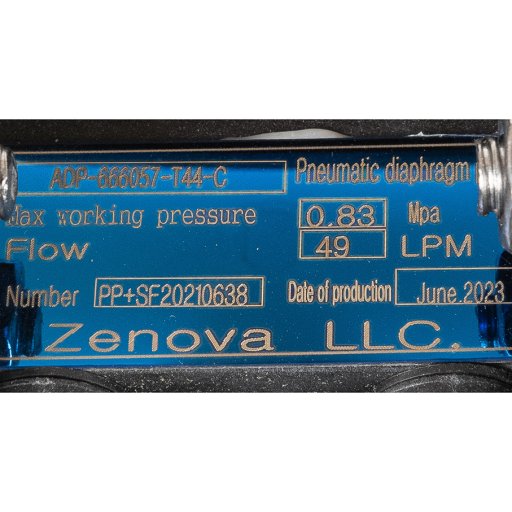 ADP-666057-T44-C Pneumatic diaphragm
Max working pressure 0.83 Mpa
Flow 49 LPM
Number PP+SF20210638 Date of production June.2023
Zenova LLC.